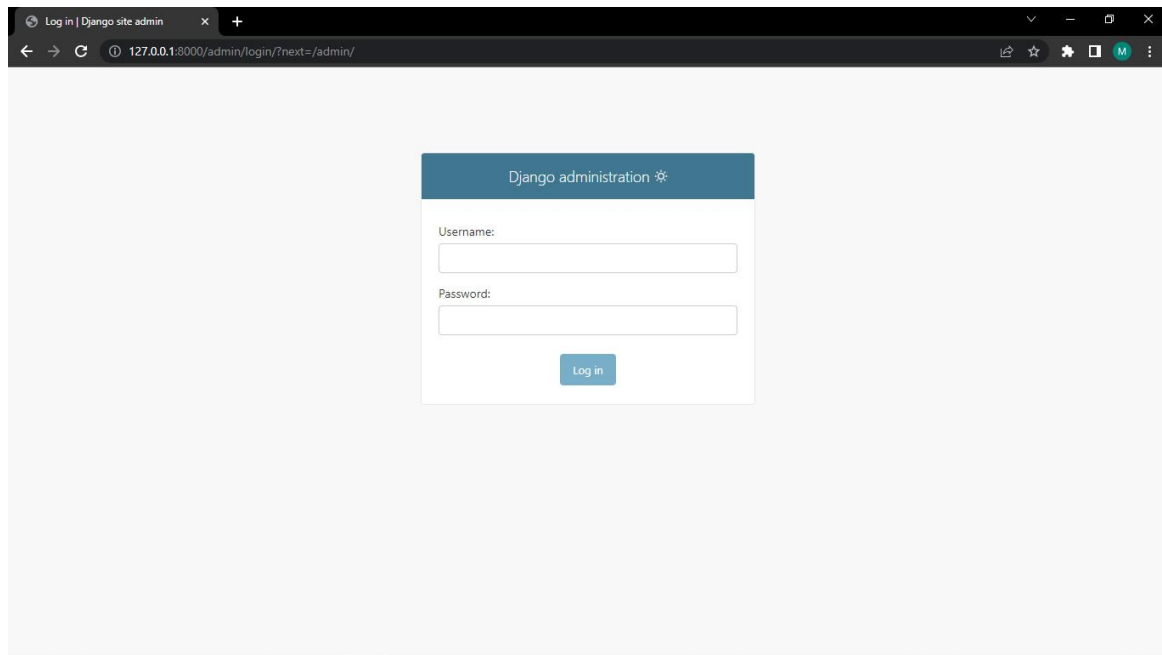 Log in | Django site admin
127.0.0.1:8000/admin/login/?next=/admin/
M
Django administration
Username:
Password:
Log in